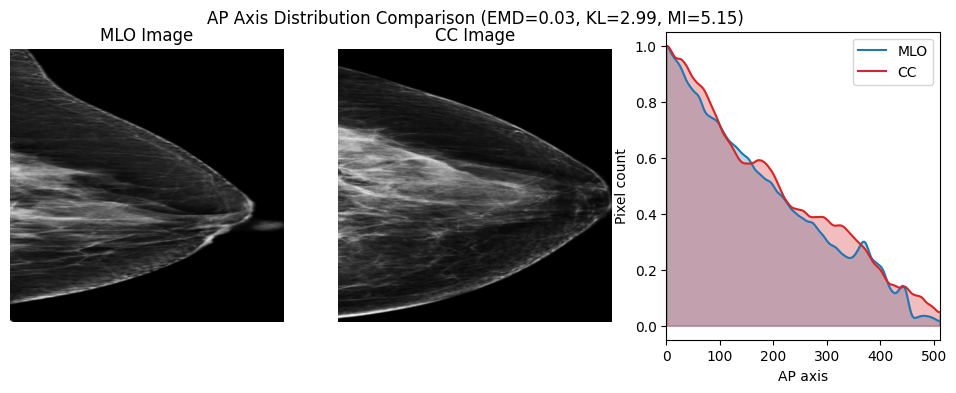 AP Axis Distribution Comparison (EMD=0.03, KL=2.99, MI=5.15)
MLO Image
CC Image
MLO
CC
1.0
0.8
0.6
0.4
0.2
0.0
Pixel count
0 100 200 300 400 500
AP axis